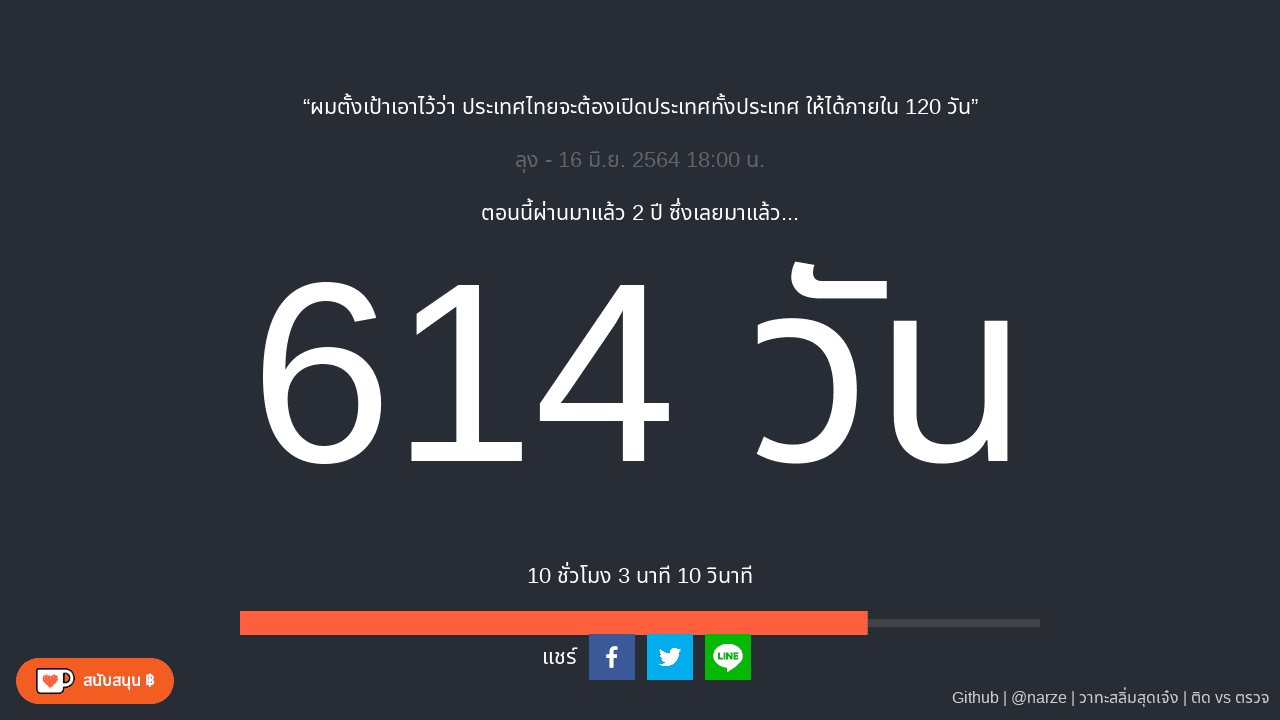 “ผมตั้งเป้าเอาไว้ว่า ประเทศไทยจะต้องเปิดประเทศทั้งประเทศ ให้ได้ภายใน 120 วัน”
ลุง - 16 มิ.ย. 2564 18:00 น.
ตอนนี้ผ่านมาแล้ว 2 ปี ซึ่งเลยมาแล้ว...
614 วัน
10 ชั่วโมง 3 นาที 10 วินาที
แชร์
LINE
สนับสนุน ฿
Github | @narze | วาทะสลิ่มสุดเจ๋ง | ติด vs ตรวจ